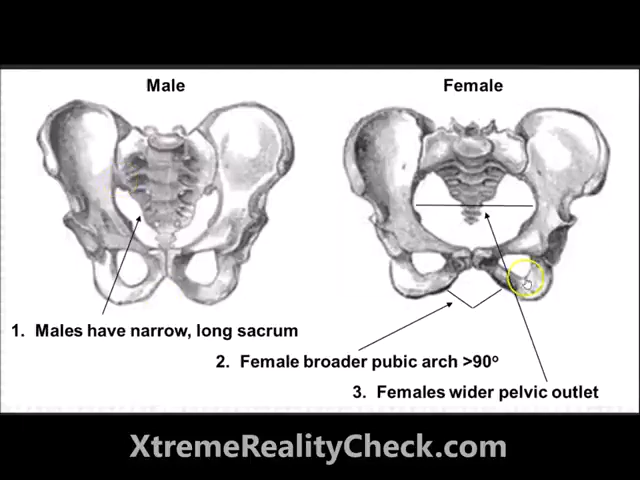 Male
Female
1. Males have narrow, long sacrum
2. Female broader pubic arch >90º
3. Females wider pelvic outlet
XtremeRealityCheck.com